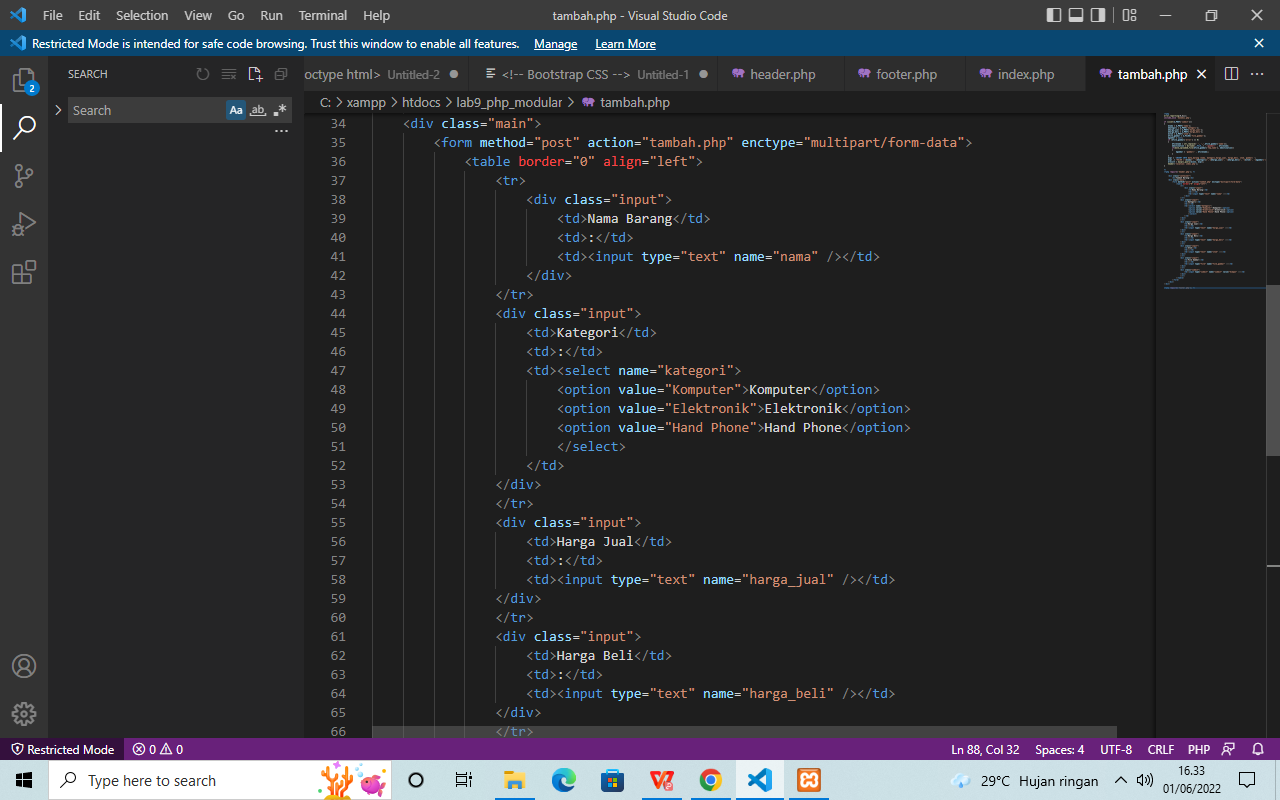 File Edit Selection View Go Run Terminal Help tambah.php - Visual Studio Code
Restricted Mode is intended for safe code browsing. Trust this window to enable all features. Manage Learn More
SEARCH
Search
Aa ab .*
2
octype html> Untitled-2 <!-- Bootstrap CSS --> Untitled-1 header.php footer.php index.php tambah.php
C: > xampp > htdocs > lab9_php_modular > tambah.php
34 <div class="main">
35 <form method="post" action="tambah.php" enctype="multipart/form-data">
36 <table border="0" align="left">
37 <tr>
38 <div class="input">
39 <td>Nama Barang</td>
40 <td>:</td>
41 <td><input type="text" name="nama" /></td>
42 </div>
43 </tr>
44 <div class="input">
45 <td>Kategori</td>
46 <td>:</td>
47 <td><select name="kategori">
48 <option value="Komputer">Komputer</option>
49 <option value="Elektronik">Elektronik</option>
50 <option value="Hand Phone">Hand Phone</option>
51 </select>
52 </td>
53 </div>
54 </tr>
55 <div class="input">
56 <td>Harga Jual</td>
57 <td>:</td>
58 <td><input type="text" name="harga_jual" /></td>
59 </div>
60 </tr>
61 <div class="input">
62 <td>Harga Beli</td>
63 <td>:</td>
64 <td><input type="text" name="harga_beli" /></td>
65 </div>
66 </tr>
Restricted Mode 0 0 Ln 88, Col 32 Spaces: 4 UTF-8 CRLF PHP
Type here to search 29°C Hujan ringan 16.33
01/06/2022